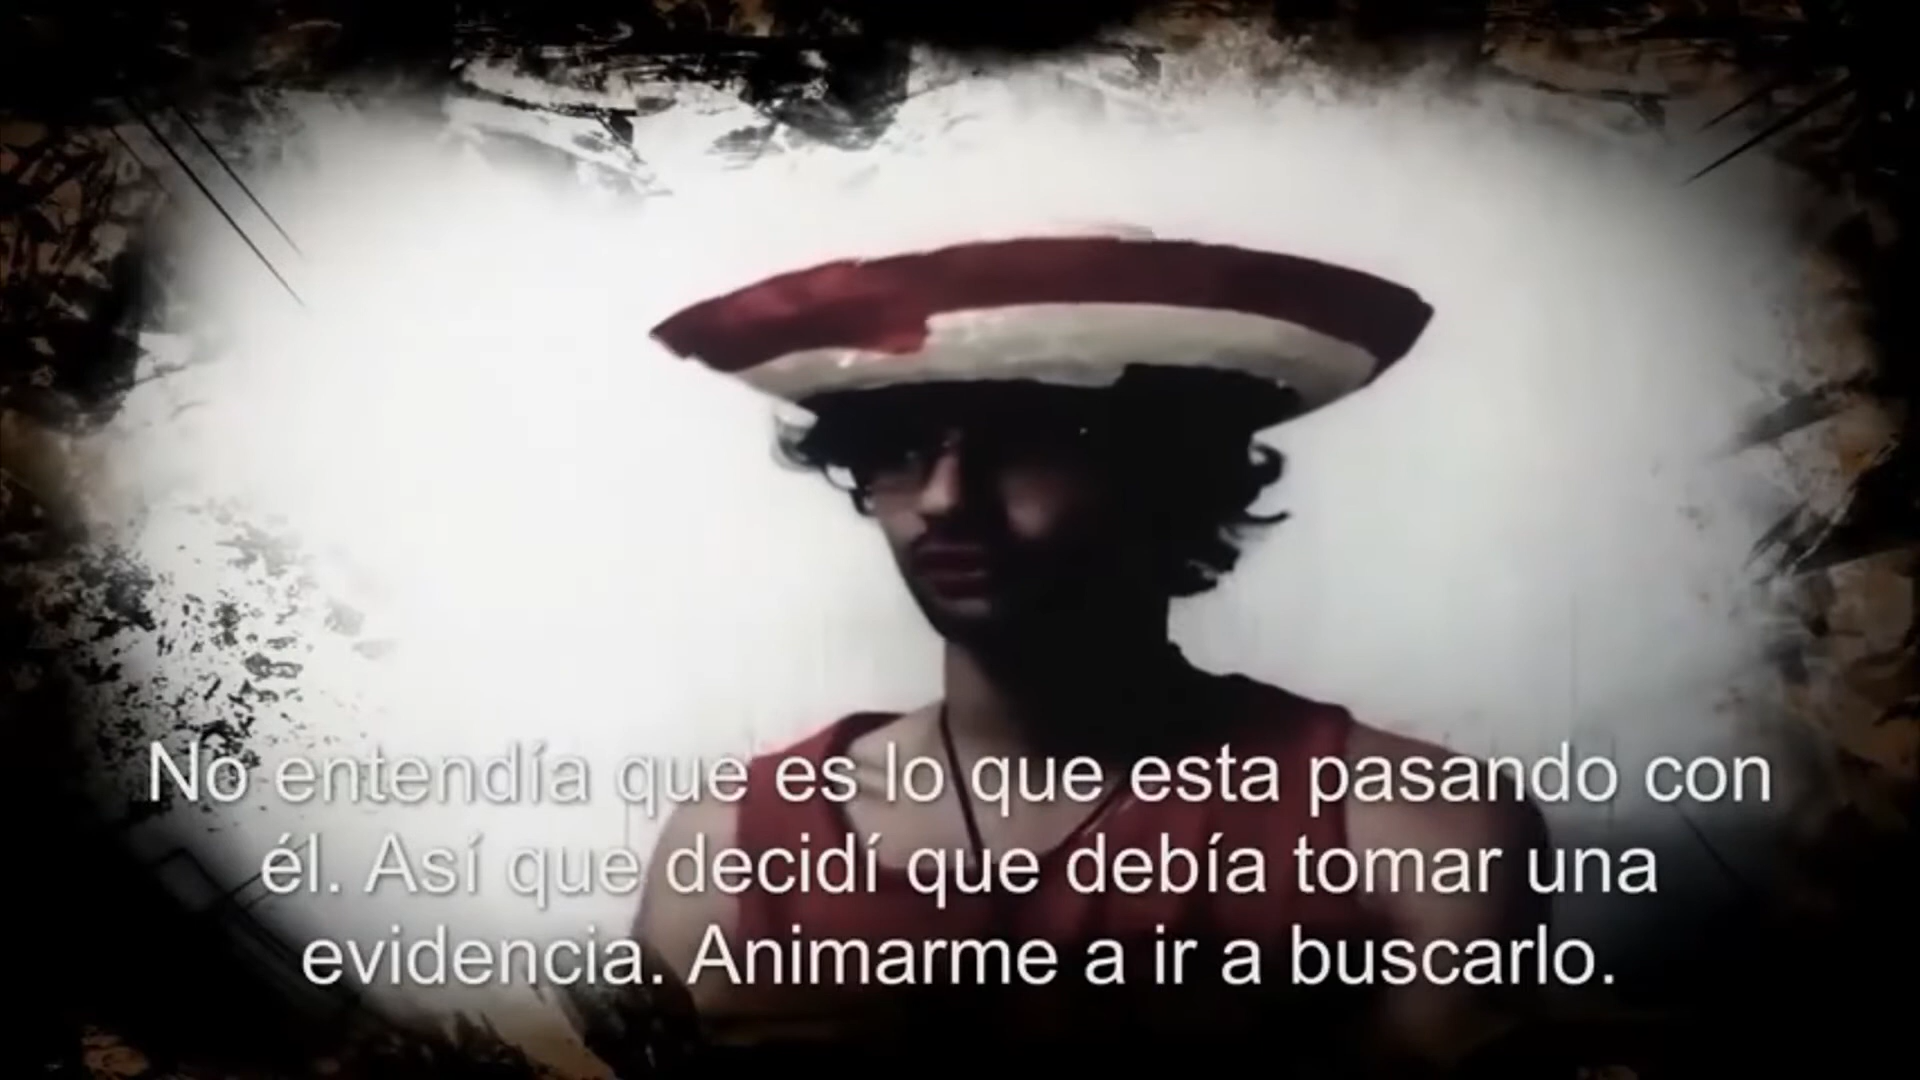 No entendía que es lo que esta pasando con
él. Así que decidí que debía tomar una
evidencia. Animarme a ir a buscarlo.